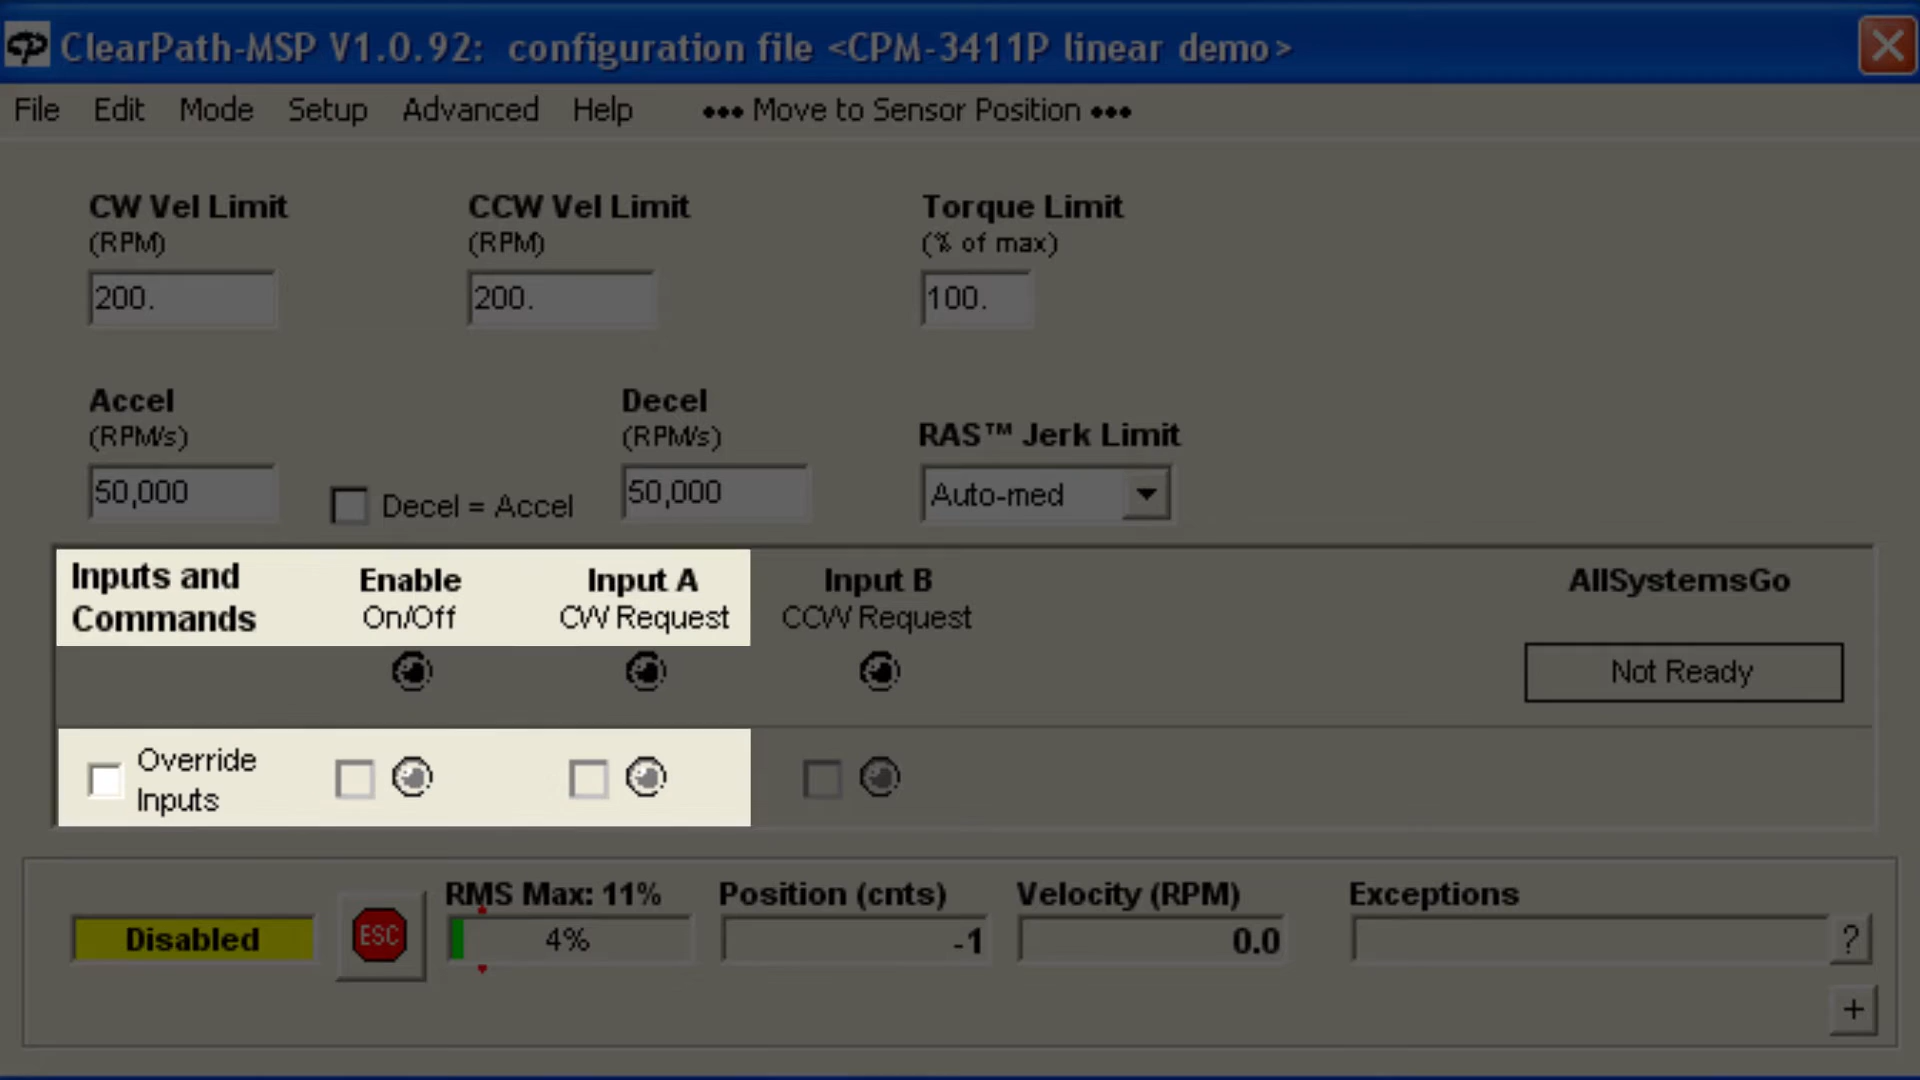 ClearPath-MSP V1.0.92: configuration file <CPM-3411P linear demo>
File Edit Mode Setup Advanced Help ••• Move to Sensor Position •••
CW Vel Limit CCW Vel Limit Torque Limit
(RPM) (RPM) (% of max)
200. 200. 100.
Accel Decel
(RPM/s) (RPM/s) RAS™ Jerk Limit
50,000 Decel = Accel 50,000 Auto-med
Inputs and Enable Input A Input B AllSystemsGo
Commands On/Off CW Request CCW Request
Not Ready
Override
Inputs
RMS Max: 11% Position (cnts) Velocity (RPM) Exceptions
Disabled ESC 4% -1 0.0 ?
+